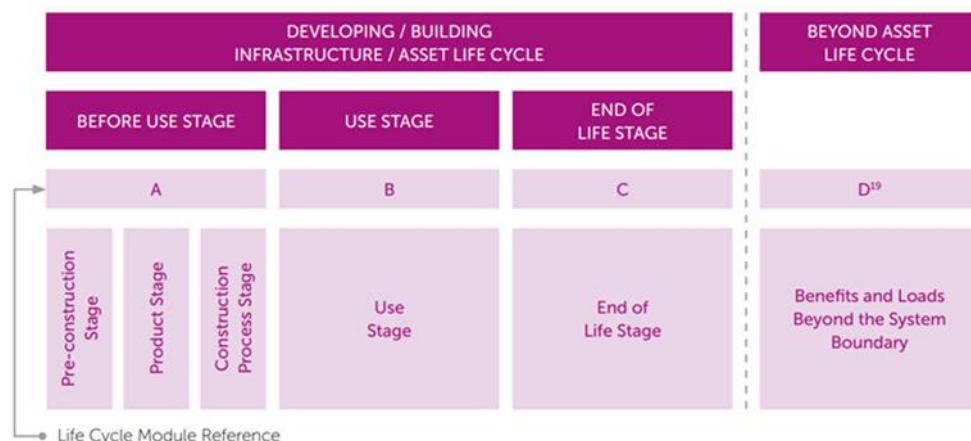 DEVELOPING / BUILDING
INFRASTRUCTURE / ASSET LIFE CYCLE
BEYOND ASSET
LIFE CYCLE
BEFORE USE STAGE
USE STAGE
END OF
LIFE STAGE
A
B
C
D¹⁹
Pre-construction
Stage
Product Stage
Construction
Process Stage
Use
Stage
End of
Life Stage
Benefits and Loads
Beyond the System
Boundary
Life Cycle Module Reference